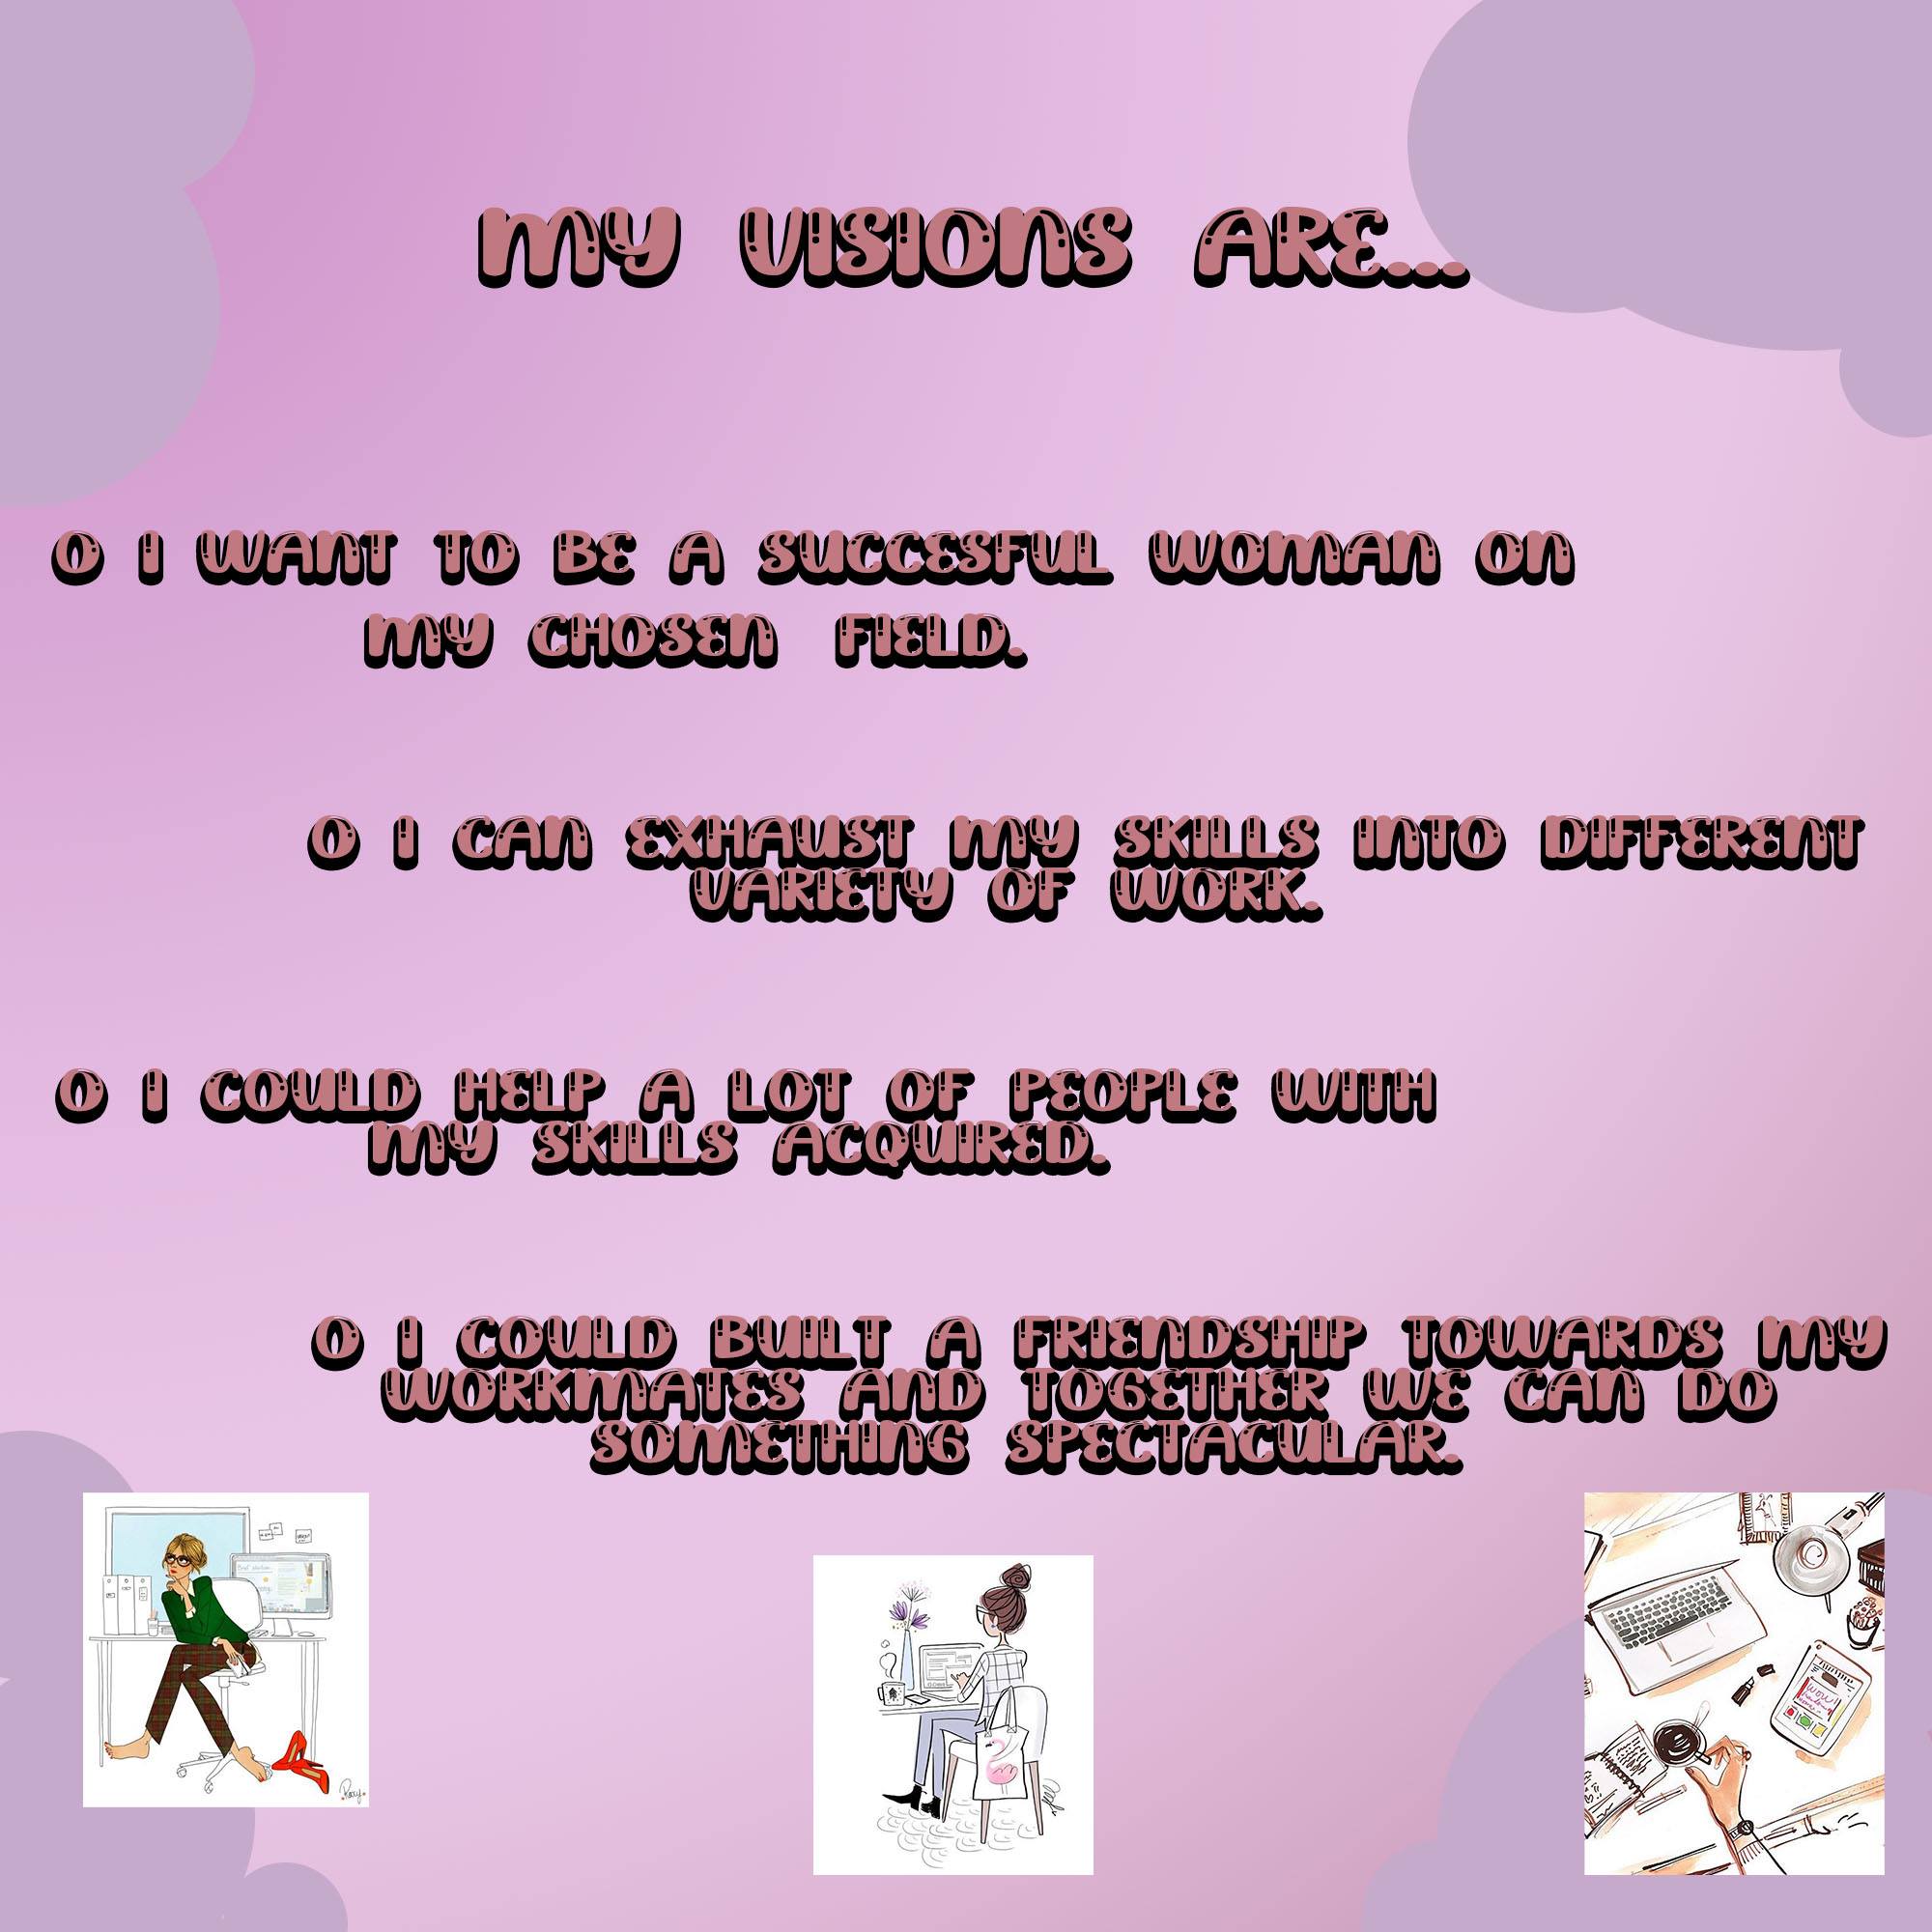 MY VISIONS ARE...
O I WANT TO BE A SUCCESFUL WOMAN ON
MY CHOSEN FIELD.
O I CAN EXHAUST MY SKILLS INTO DIFFERENT
VARIETY OF WORK.
O I COULD HELP A LOT OF PEOPLE WITH
MY SKILLS ACQUIRED.
O I COULD BUILT A FRIENDSHIP TOWARDS MY
WORKMATES AND TOGETHER WE CAN DO
SOMETHING SPECTACULAR.
WOW!